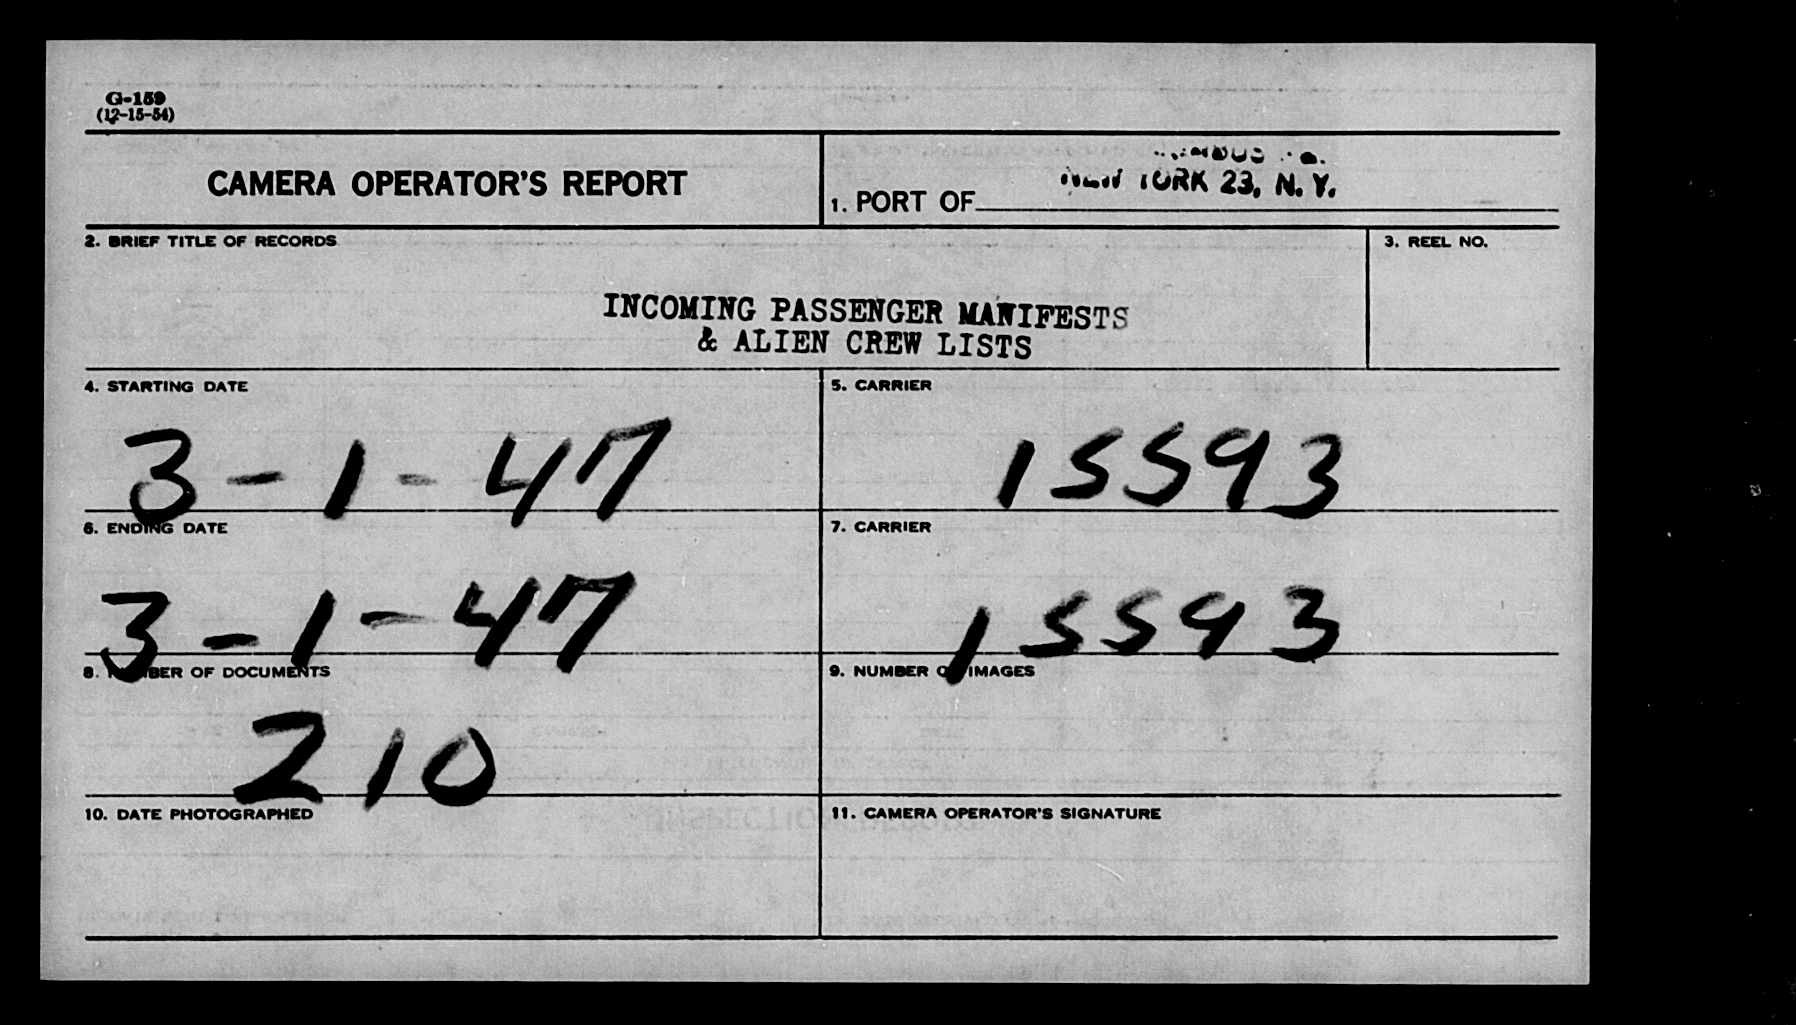 G-159
(12-15-54)
CAMERA OPERATOR'S REPORT
1. PORT OF
NEW YORK 23, N. Y.
2. BRIEF TITLE OF RECORDS
3. REEL NO.
INCOMING PASSENGER MANIFESTS
& ALIEN CREW LISTS
4. STARTING DATE
5. CARRIER
3-1-47
15593
6. ENDING DATE
7. CARRIER
3-1-47
15593
8. NUMBER OF DOCUMENTS
9. NUMBER OF IMAGES
210
10. DATE PHOTOGRAPHED
11. CAMERA OPERATOR'S SIGNATURE